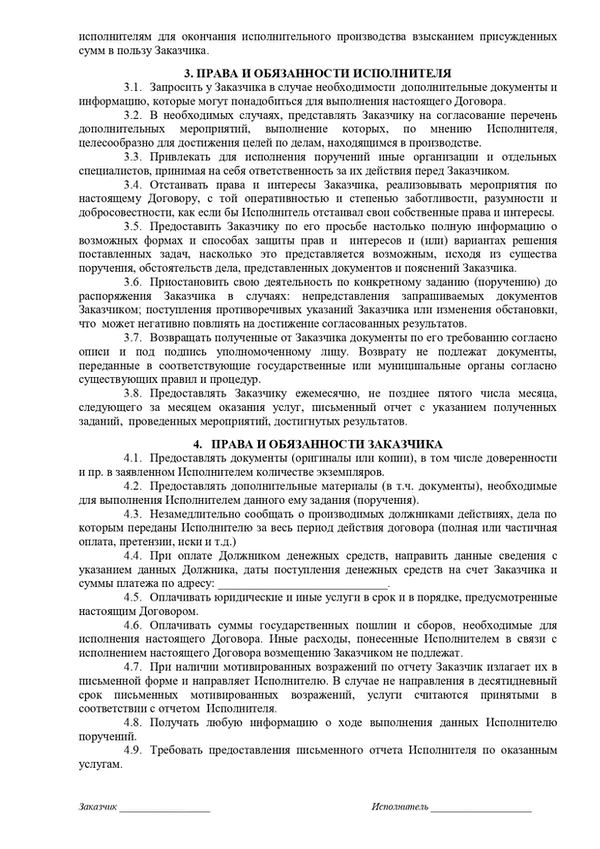 исполнителям для окончания исполнительного производства взысканием присужденных
сумм в пользу Заказчика.
3. ПРАВА И ОБЯЗАННОСТИ ИСПОЛНИТЕЛЯ
3.1. Запросить у Заказчика в случае необходимости дополнительные документы и
информацию, которые могут понадобиться для выполнения настоящего Договора.
3.2. В необходимых случаях, представлять Заказчику на согласование перечень
дополнительных мероприятий, выполнение которых, по мнению Исполнителя,
целесообразно для достижения целей по делам, находящимся в производстве.
3.3. Привлекать для исполнения поручений иные организации и отдельных
специалистов, принимая на себя ответственность за их действия перед Заказчиком.
3.4. Отстаивать права и интересы Заказчика, реализовывать мероприятия по
настоящему Договору, с той оперативностью и степенью заботливости, разумности и
добросовестности, как если бы Исполнитель отстаивал свои собственные права и интересы.
3.5. Предоставить Заказчику по его просьбе настолько полную информацию о
возможных формах и способах защиты прав и интересов и (или) вариантах решения
поставленных задач, насколько это представляется возможным, исходя из существа
поручения, обстоятельств дела, представленных документов и пояснений Заказчика.
3.6. Приостановить свою деятельность по конкретному заданию (поручению) до
распоряжения Заказчика в случаях: непредставления запрашиваемых документов
Заказчиком; поступления противоречивых указаний Заказчика или изменения обстановки,
что может негативно повлиять на достижение согласованных результатов.
3.7. Возвращать полученные от Заказчика документы по его требованию согласно
описи и под подпись уполномоченному лицу. Возврату не подлежат документы,
переданные в соответствующие государственные или муниципальные органы согласно
существующих правил и процедур.
3.8. Предоставлять Заказчику ежемесячно, не позднее пятого числа месяца,
следующего за месяцем оказания услуг, письменный отчет с указанием полученных
заданий, проведенных мероприятий, достигнутых результатов.
4. ПРАВА И ОБЯЗАННОСТИ ЗАКАЗЧИКА
4.1. Предоставлять документы (оригиналы или копии), в том числе доверенности
и пр. в заявленном Исполнителем количестве экземпляров.
4.2. Предоставлять дополнительные материалы (в т.ч. документы), необходимые
для выполнения Исполнителем данного ему задания (поручения).
4.3. Незамедлительно сообщать о производимых должниками действиях, дела по
которым переданы Исполнителю за весь период действия договора (полная или частичная
оплата, претензии, иски и т.д.)
4.4. При оплате Должником денежных средств, направить данные сведения с
указанием данных Должника, даты поступления денежных средств на счет Заказчика и
суммы платежа по адресу: ____________________________.
4.5. Оплачивать юридические и иные услуги в срок и в порядке, предусмотренные
настоящим Договором.
4.6. Оплачивать суммы государственных пошлин и сборов, необходимые для
исполнения настоящего Договора. Иные расходы, понесенные Исполнителем в связи с
исполнением настоящего Договора возмещению Заказчиком не подлежат.
4.7. При наличии мотивированных возражений по отчету Заказчик излагает их в
письменной форме и направляет Исполнителю. В случае не направления в десятидневный
срок письменных мотивированных возражений, услуги считаются принятыми в
соответствии с отчетом Исполнителя.
4.8. Получать любую информацию о ходе выполнения данных Исполнителю
поручений.
4.9. Требовать предоставления письменного отчета Исполнителя по оказанным
услугам.
Заказчик __________________ Исполнитель ____________________